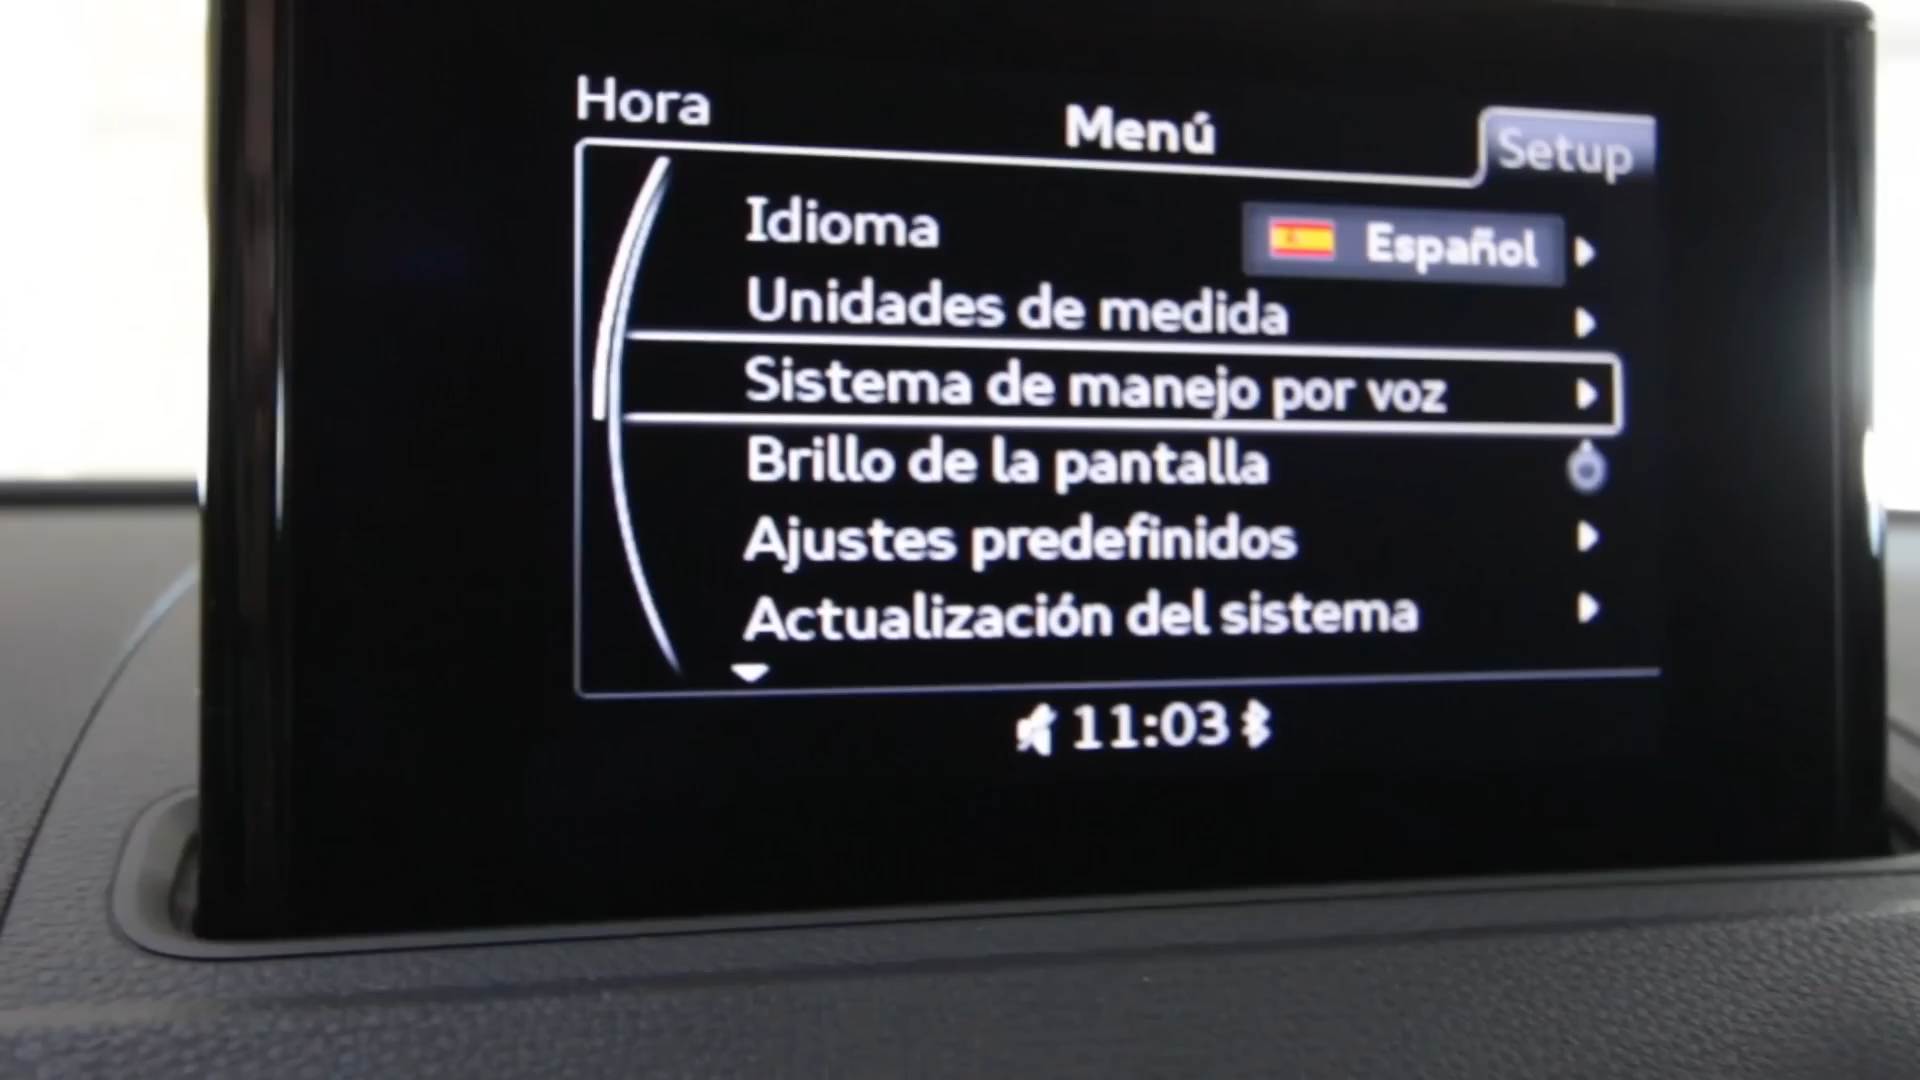 Hora
Menú
Setup
Idioma
Español
Unidades de medida
Sistema de manejo por voz
Brillo de la pantalla
Ajustes predefinidos
Actualización del sistema
11:03